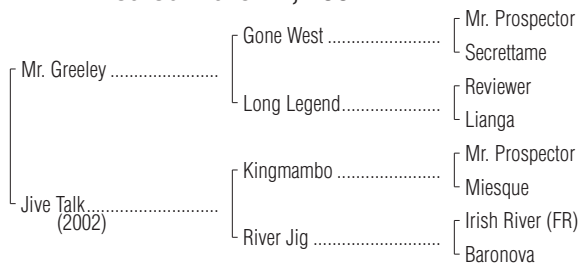 Mr. Prospector
Gone West ........................
Secrettame
Mr. Greeley ........................
Reviewer
Long Legend.....................
Lianga
Mr. Prospector
Kingmambo ......................
Miesque
Jive Talk.............................
(2002)
Irish River (FR)
River Jig ...........................
Baronova